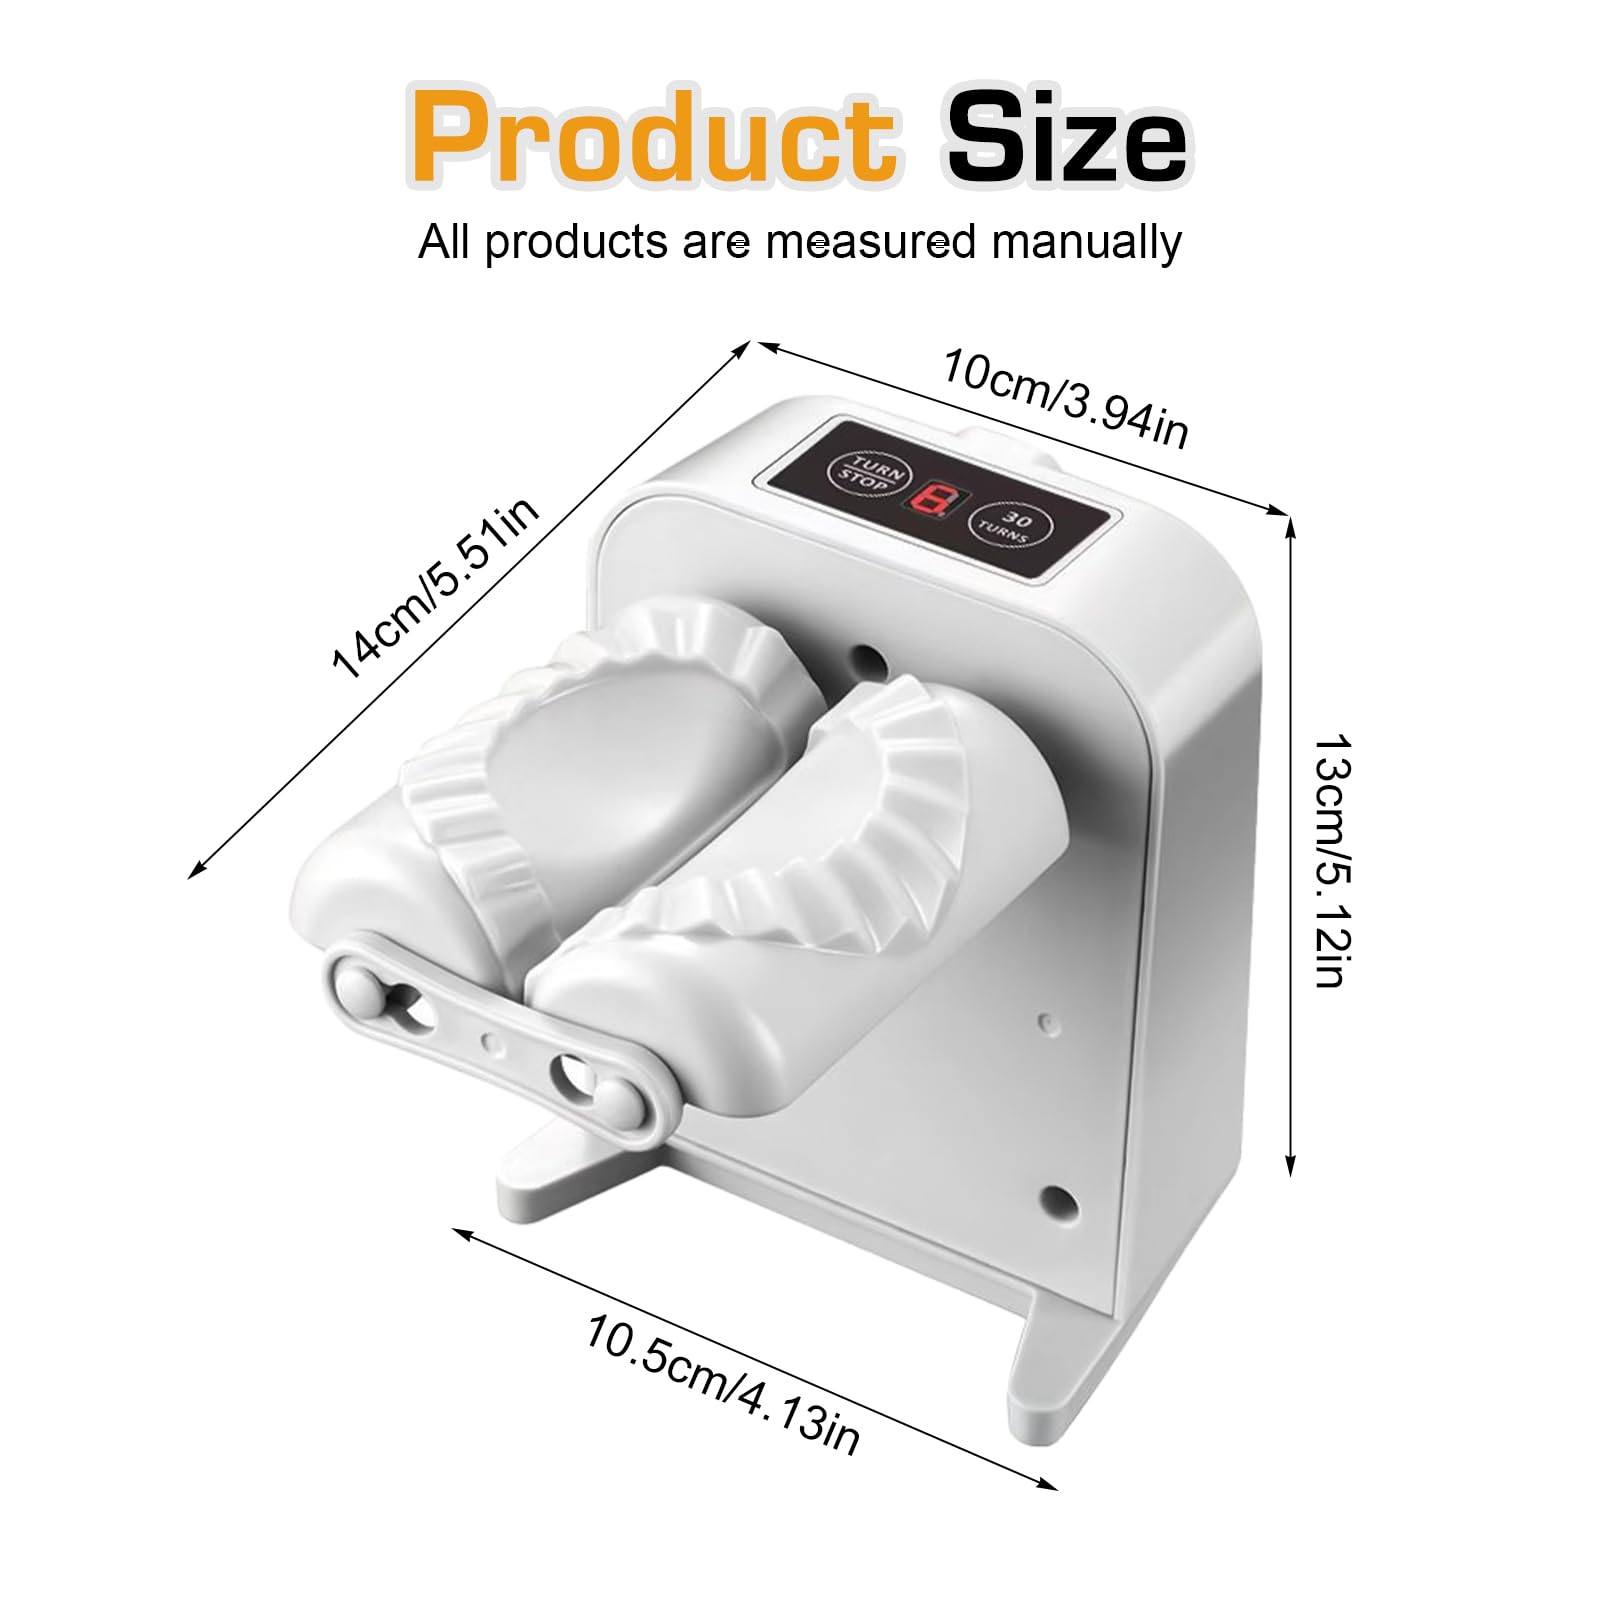 Product Size
All products are measured manually
10cm/3.94in
14cm/5.51in
TURN
STOP
6.
30
TURNS
13cm/5.12in
10.5cm/4.13in